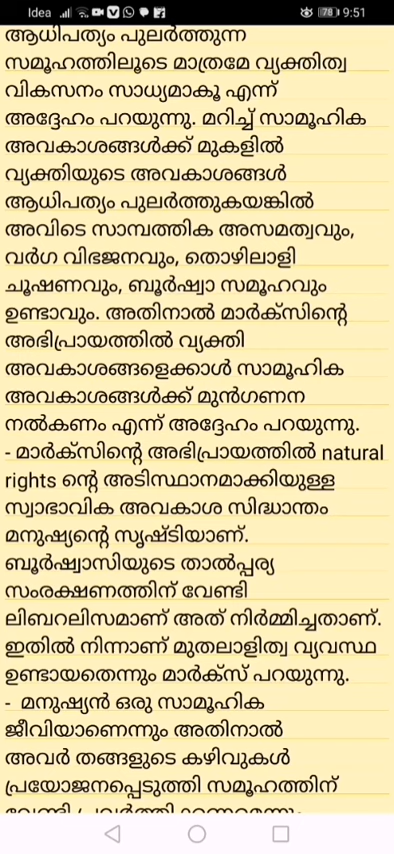 Idea 78 9:51
ആധിപത്യം പുലർത്തുന്ന
സമൂഹത്തിലൂടെ മാത്രമേ വ്യക്തിത്വ
വികസനം സാധ്യമാകൂ എന്ന്
അദ്ദേഹം പറയുന്നു. മറിച്ച് സാമൂഹിക
അവകാശങ്ങൾക്ക് മുകളിൽ
വ്യക്തിയുടെ അവകാശങ്ങൾ
ആധിപത്യം പുലർത്തുകയങ്കിൽ
അവിടെ സാമ്പത്തിക അസമത്വവും,
വർഗ വിഭജനവും, തൊഴിലാളി
ചൂഷണവും, ബൂർഷ്വാ സമൂഹവും
ഉണ്ടാവും. അതിനാൽ മാർക്സിന്റെ
അഭിപ്രായത്തിൽ വ്യക്തി
അവകാശങ്ങളെക്കാൾ സാമൂഹിക
അവകാശങ്ങൾക്ക് മുൻഗണന
നൽകണം എന്ന് അദ്ദേഹം പറയുന്നു.
- മാർക്സിന്റെ അഭിപ്രായത്തിൽ natural
rights ന്റെ അടിസ്ഥാനമാക്കിയുള്ള
സ്വാഭാവിക അവകാശ സിദ്ധാന്തം
മനുഷ്യന്റെ സൃഷ്ടിയാണ്.
ബൂർഷ്വാസിയുടെ താൽപ്പര്യ
സംരക്ഷണത്തിന് വേണ്ടി
ലിബറലിസമാണ് അത് നിർമ്മിച്ചതാണ്.
ഇതിൽ നിന്നാണ് മുതലാളിത്വ വ്യവസ്ഥ
ഉണ്ടായതെന്നും മാർക്സ് പറയുന്നു.
- മനുഷ്യൻ ഒരു സാമൂഹിക
ജീവിയാണെന്നും അതിനാൽ
അവർ തങ്ങളുടെ കഴിവുകൾ
പ്രയോജനപ്പെടുത്തി സമൂഹത്തിന്